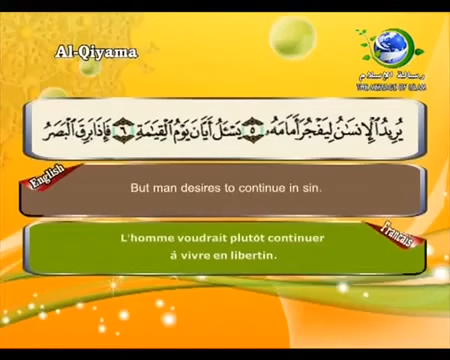 Al-Qiyama
رسالة الإسلام
THE MESSAGE OF ISLAM
يُرِيدُ ٱلْإِنسَٰنُ لِيَفْجُرَ أَمَامَهُۥ ٥ يَسْـَٔلُ أَيَّانَ يَوْمُ ٱلْقِيَٰمَةِ ٦ فَإِذَا بَرِقَ ٱلْبَصَرُ
English
But man desires to continue in sin.
Francais
L'homme voudrait plutôt continuer
á vivre en libertin.